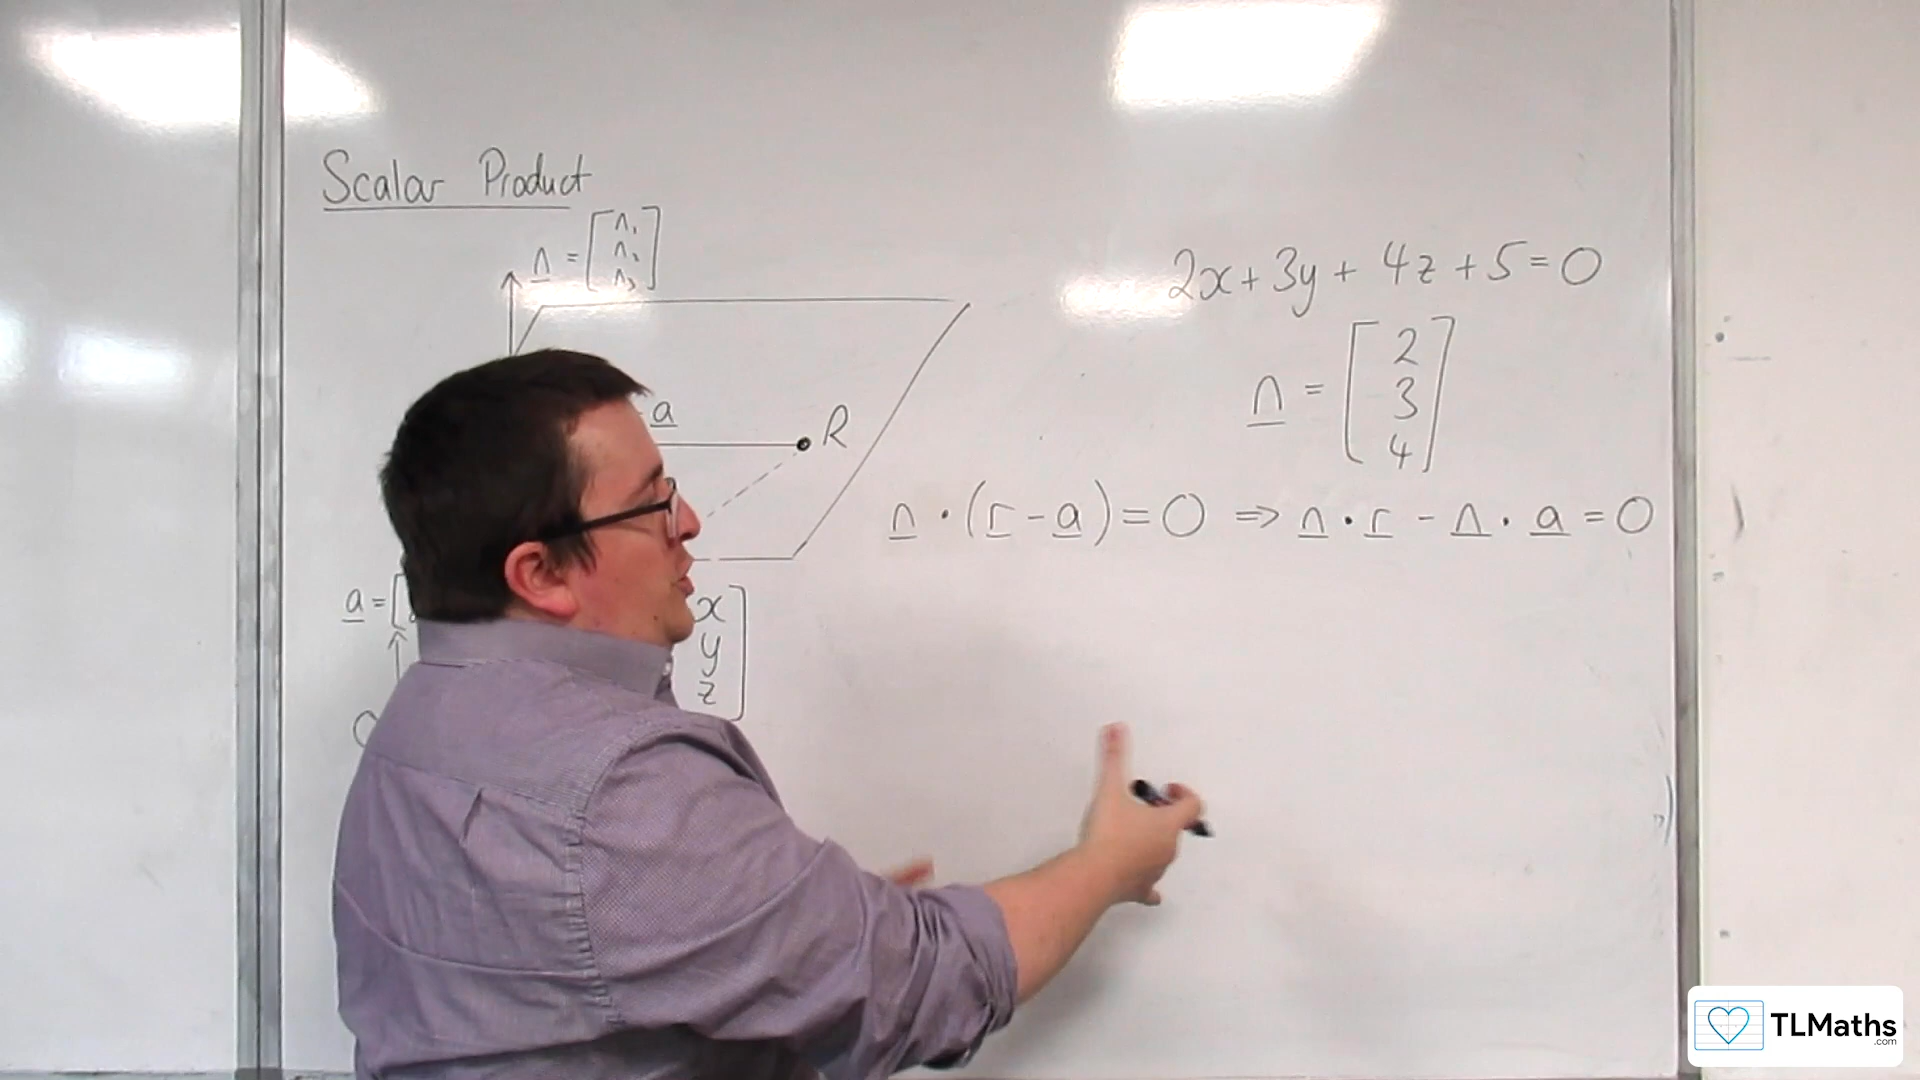 Scalar Product
n = [n₁ n₂ n₃]
a
R
a = [
x
y
z
2x + 3y + 4z + 5 = 0
n = [2 3 4]
n · (r - a) = 0 ⇒ n · r - n · a = 0
TLMaths
.com